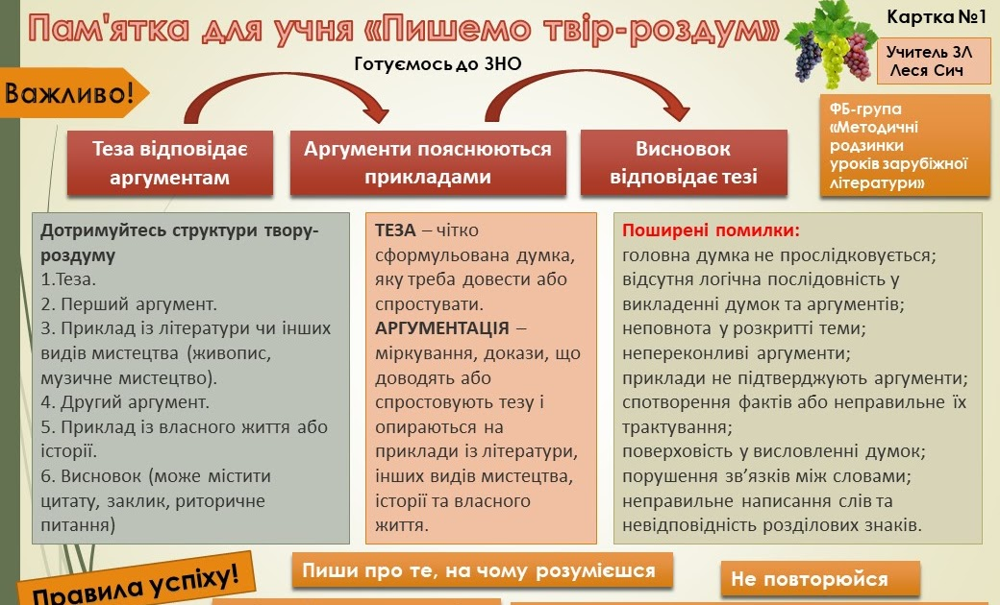 Пам'ятка для учня «Пишемо твір-роздум»
Картка №1
Готуємось до ЗНО
Учитель ЗЛ
Леся Сич
Важливо!
ФБ-група
«Методичні
родзинки
уроків зарубіжної
літератури»
Теза відповідає
аргументам
Аргументи пояснюються
прикладами
Висновок
відповідає тезі
Дотримуйтесь структури твору-
роздуму
1.Теза.
2. Перший аргумент.
3. Приклад із літератури чи інших
видів мистецтва (живопис,
музичне мистецтво).
4. Другий аргумент.
5. Приклад із власного життя або
історії.
6. Висновок (може містити
цитату, заклик, риторичне
питання)
ТЕЗА – чітко
сформульована думка,
яку треба довести або
спростувати.
АРГУМЕНТАЦІЯ –
міркування, докази, що
доводять або
спростовують тезу і
опираються на
приклади із літератури,
інших видів мистецтва,
історії та власного
життя.
Поширені помилки:
головна думка не прослідковується;
відсутня логічна послідовність у
викладенні думок та аргументів;
неповнота у розкритті теми;
непереконливі аргументи;
приклади не підтверджують аргументи;
спотворення фактів або неправильне їх
трактування;
поверховість у висловленні думок;
порушення зв’язків між словами;
неправильне написання слів та
невідповідність розділових знаків.
Правила успіху!
Пиши про те, на чому розумієшся
Не повторюйся